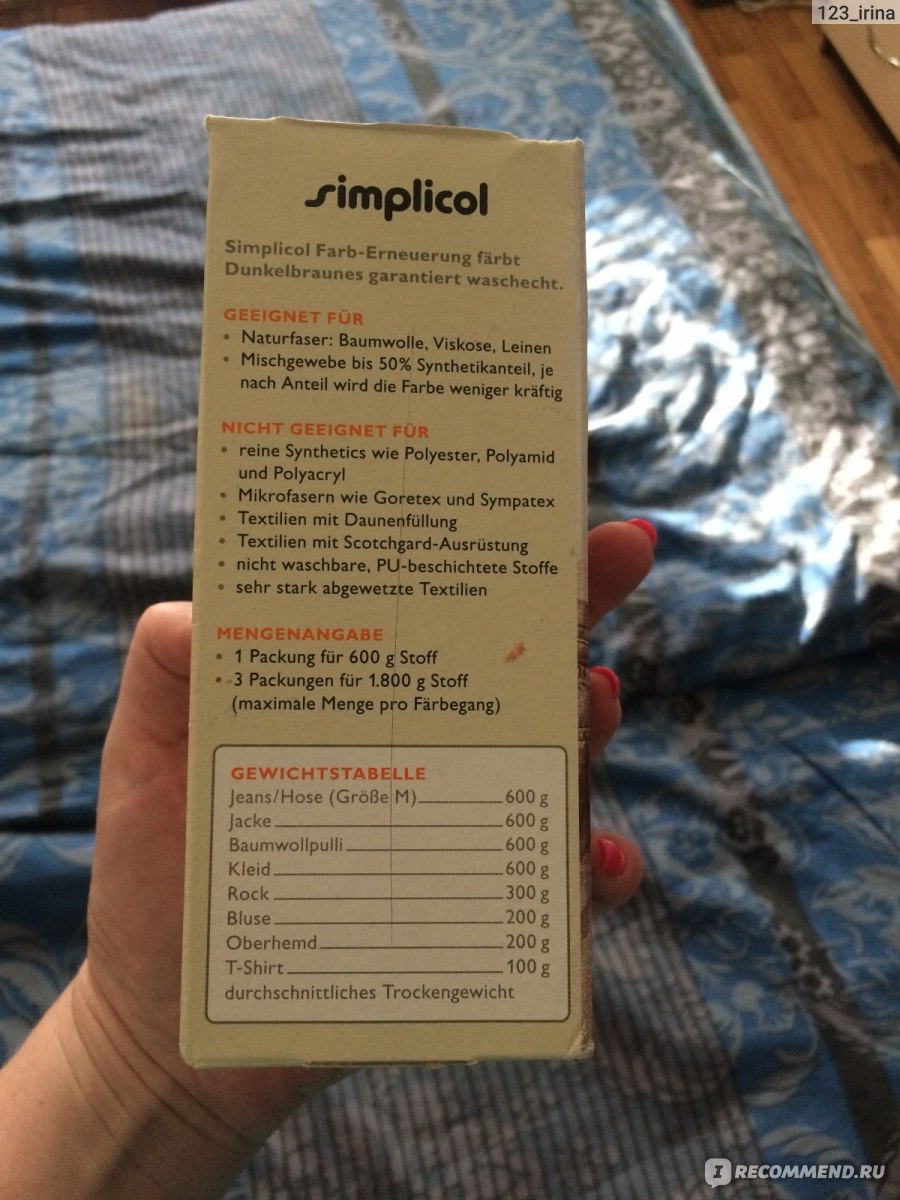 123_irina
simplicol
Simplicol Farb-Erneuerung färbt
Dunkelbraunes garantiert waschecht.
GEEIGNET FÜR
• Naturfaser: Baumwolle, Viskose, Leinen
• Mischgewebe bis 50% Synthetikanteil, je
nach Anteil wird die Farbe weniger kräftig
NICHT GEEIGNET FÜR
• reine Synthetics wie Polyester, Polyamid
und Polyacryl
• Mikrofasern wie Goretex und Sympatex
• Textilien mit Daunenfüllung
• Textilien mit Scotchgard-Ausrüstung
• nicht waschbare, PU-beschichtete Stoffe
• sehr stark abgewetzte Textilien
MENGENANGABE
• 1 Packung für 600 g Stoff
• 3 Packungen für 1.800 g Stoff
(maximale Menge pro Färbegang)
GEWICHTSTABELLE
Jeans/Hose (Größe M) 600 g
Jacke 600 g
Baumwollpulli 600 g
Kleid 600 g
Rock 300 g
Bluse 200 g
Oberhemd 200 g
T-Shirt 100 g
durchschnittliches Trockengewicht
I RECOMMEND.RU